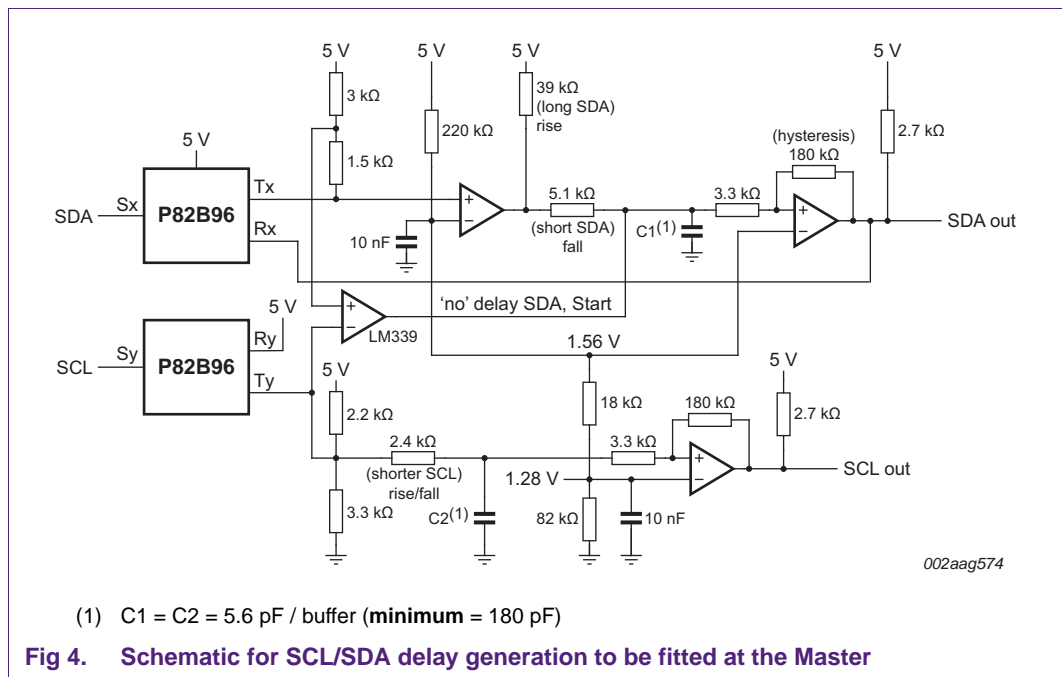 5 V
5 V
5 V
5 V
3 kΩ
39 kΩ
(long SDA)
rise
220 kΩ
2.7 kΩ
(hysteresis)
180 kΩ
5 V
1.5 kΩ
P82B96
Tx
Rx
SDA
Sx
+
−
5.1 kΩ
(short SDA)
fall
3.3 kΩ
C1(1)
+
−
SDA out
10 nF
'no' delay SDA, Start
+
−
LM339
5 V
P82B96
Ry
Ty
SCL
Sy
1.56 V
5 V
2.2 kΩ
18 kΩ
5 V
2.7 kΩ
180 kΩ
2.4 kΩ
(shorter SCL)
rise/fall
3.3 kΩ
+
−
SCL out
1.28 V
3.3 kΩ
C2(1)
82 kΩ
10 nF
002aag574
(1) C1 = C2 = 5.6 pF / buffer (minimum = 180 pF)
Fig 4. Schematic for SCL/SDA delay generation to be fitted at the Master